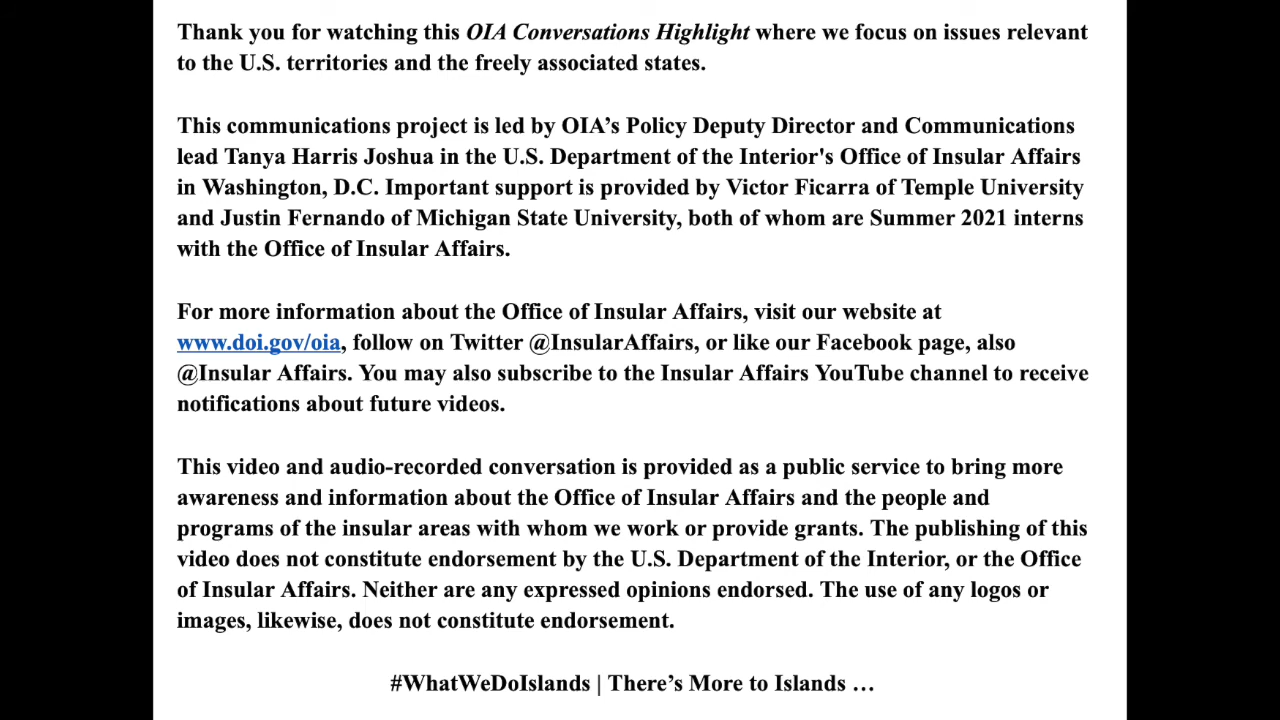 Thank you for watching this OIA Conversations Highlight where we focus on issues relevant
to the U.S. territories and the freely associated states.
This communications project is led by OIA’s Policy Deputy Director and Communications
lead Tanya Harris Joshua in the U.S. Department of the Interior's Office of Insular Affairs
in Washington, D.C. Important support is provided by Victor Ficarra of Temple University
and Justin Fernando of Michigan State University, both of whom are Summer 2021 interns
with the Office of Insular Affairs.
For more information about the Office of Insular Affairs, visit our website at
www.doi.gov/oia, follow on Twitter @InsularAffairs, or like our Facebook page, also
@Insular Affairs. You may also subscribe to the Insular Affairs YouTube channel to receive
notifications about future videos.
This video and audio-recorded conversation is provided as a public service to bring more
awareness and information about the Office of Insular Affairs and the people and
programs of the insular areas with whom we work or provide grants. The publishing of this
video does not constitute endorsement by the U.S. Department of the Interior, or the Office
of Insular Affairs. Neither are any expressed opinions endorsed. The use of any logos or
images, likewise, does not constitute endorsement.
#WhatWeDoIslands | There’s More to Islands …